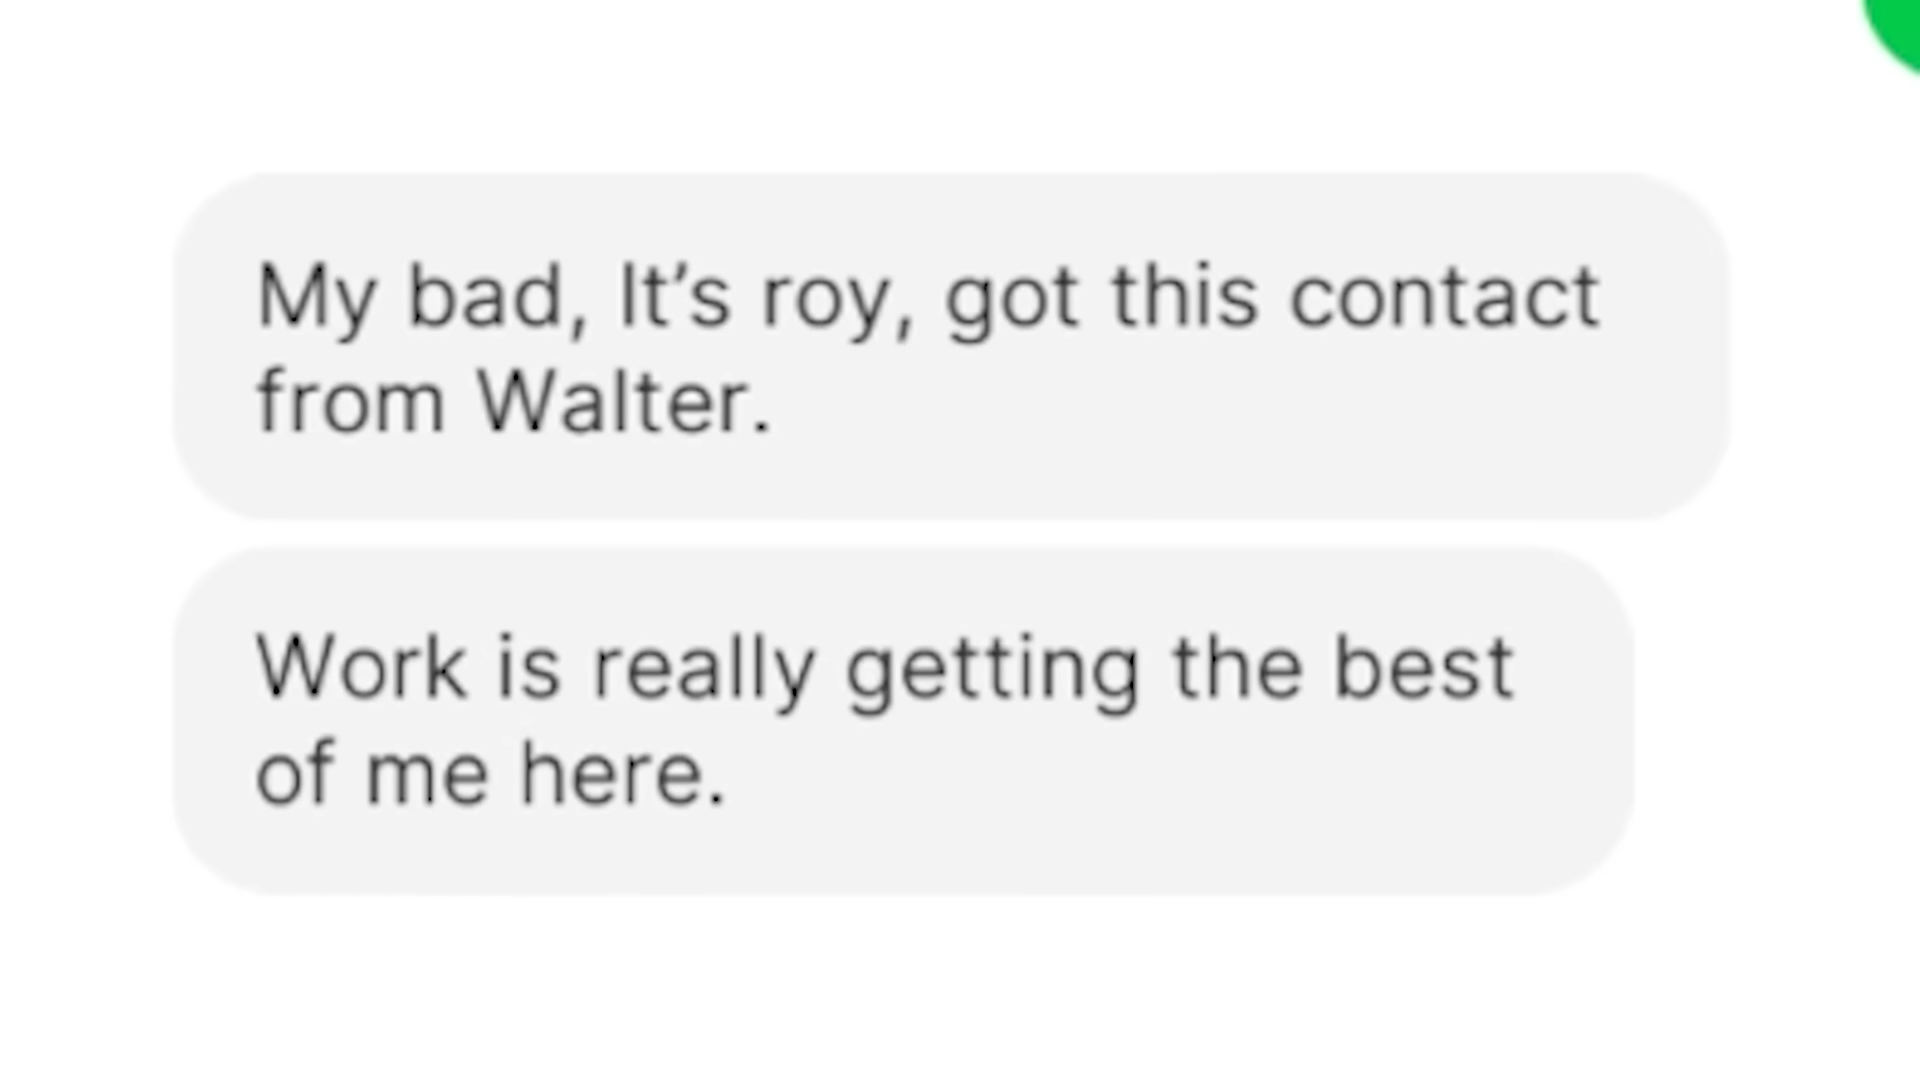 My bad, It’s roy, got this contact
from Walter.
Work is really getting the best
of me here.